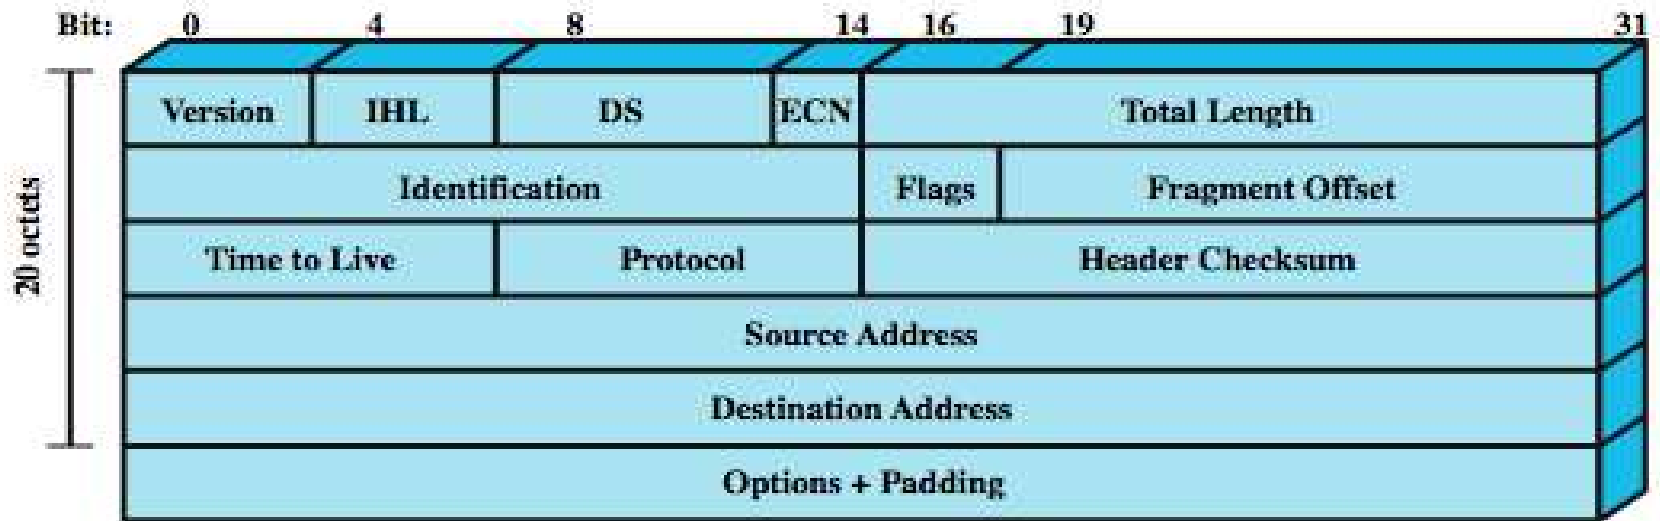 Bit: 0 4 8 14 16 19 31
Version IHL DS ECN Total Length
Identification Flags Fragment Offset
20 octets
Time to Live Protocol Header Checksum
Source Address
Destination Address
Options + Padding